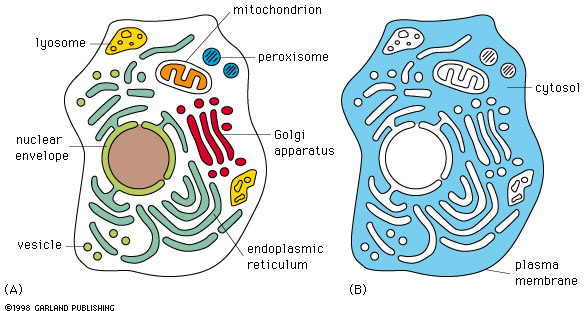 mitochondrion
lyosome
peroxisome
cytosol
nuclear
envelope
Golgi
apparatus
vesicle
endoplasmic
reticulum
plasma
membrane
(A)
(B)
©1998 GARLAND PUBLISHING